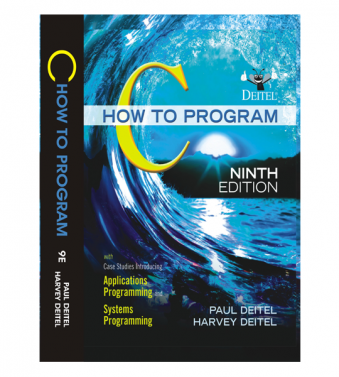 C HOW TO PROGRAM
9E
PAUL DEITEL
HARVEY DEITEL
DEITEL
C
HOW TO PROGRAM
NINTH
EDITION
with
Case Studies Introducing
Applications
Programming and
Systems
Programming
PAUL DEITEL
HARVEY DEITEL